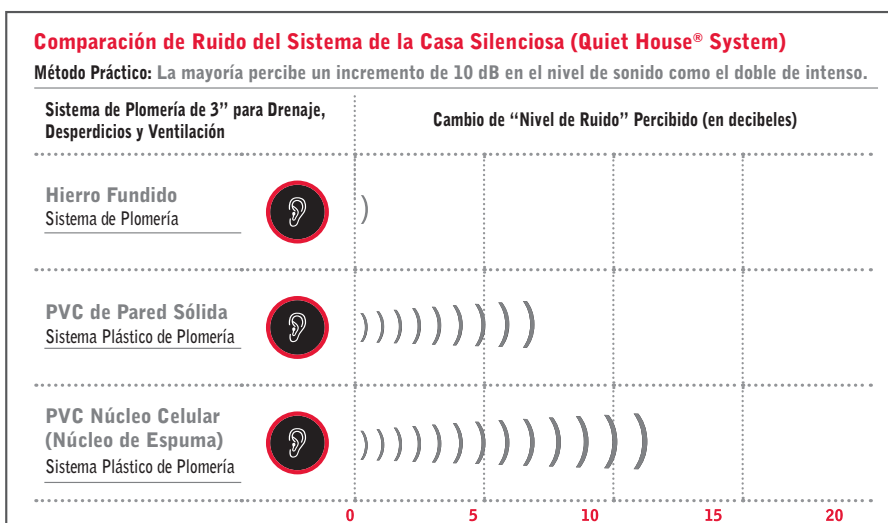 Comparación de Ruido del Sistema de la Casa Silenciosa (Quiet House® System)
Método Práctico: La mayoría percibe un incremento de 10 dB en el nivel de sonido como el doble de intenso.
Sistema de Plomería de 3” para Drenaje,
Desperdicios y Ventilación
Cambio de “Nivel de Ruido” Percibido (en decibeles)
Hierro Fundido
Sistema de Plomería
PVC de Pared Sólida
Sistema Plástico de Plomería
PVC Núcleo Celular
(Núcleo de Espuma)
Sistema Plástico de Plomería
0 5 10 15 20